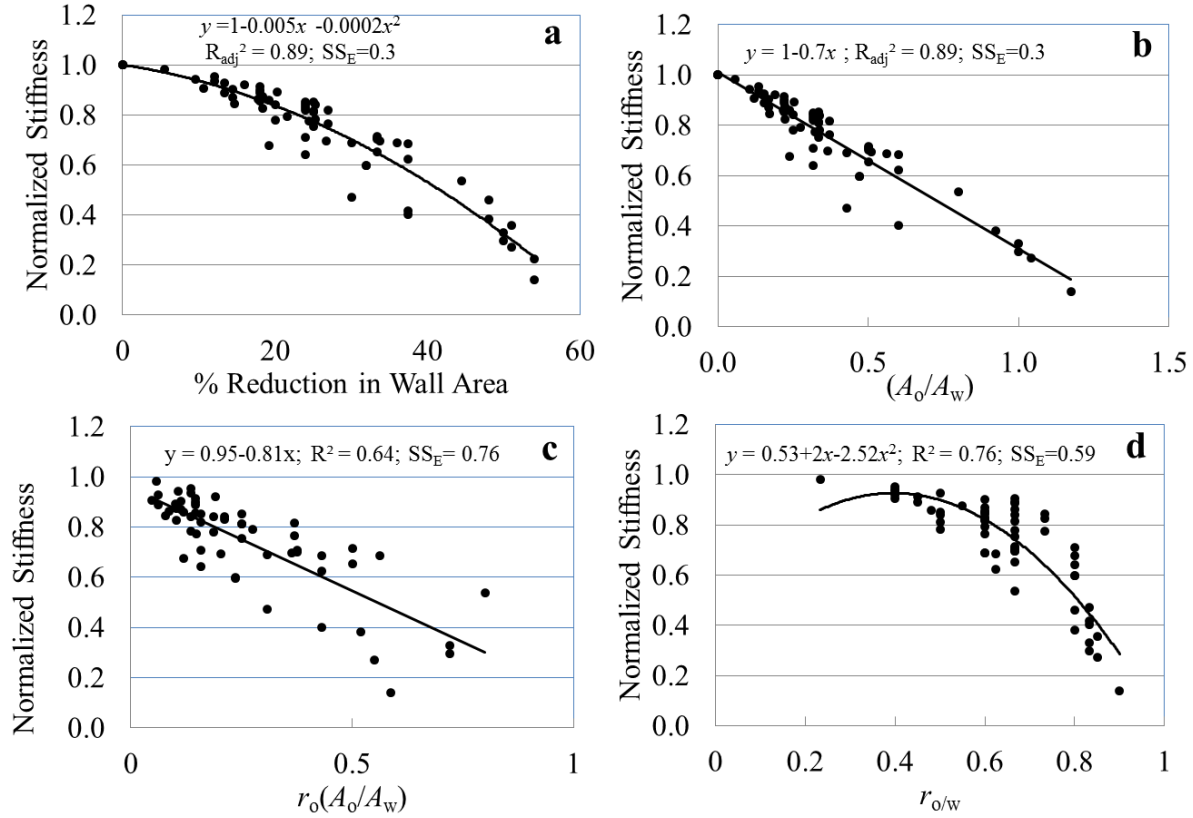 y =1-0.005x -0.0002x²
R_adj² = 0.89; SS_E=0.3
a
Normalized Stiffness
1.2
1.0
0.8
0.6
0.4
0.2
0.0
0 20 40 60
% Reduction in Wall Area
y = 1-0.7x ; R_adj² = 0.89; SS_E=0.3
b
Normalized Stiffness
1.2
1.0
0.8
0.6
0.4
0.2
0.0
0.0 0.5 1.0 1.5
(A_o/A_w)
y = 0.95-0.81x; R² = 0.64; SS_E= 0.76
c
Normalized Stiffness
1.2
1.0
0.8
0.6
0.4
0.2
0.0
0 0.5 1
r_o(A_o/A_w)
y = 0.53+2x-2.52x²; R² = 0.76; SS_E=0.59
d
Normalized Stiffness
1.2
1.0
0.8
0.6
0.4
0.2
0.0
0 0.2 0.4 0.6 0.8 1
r_o/w